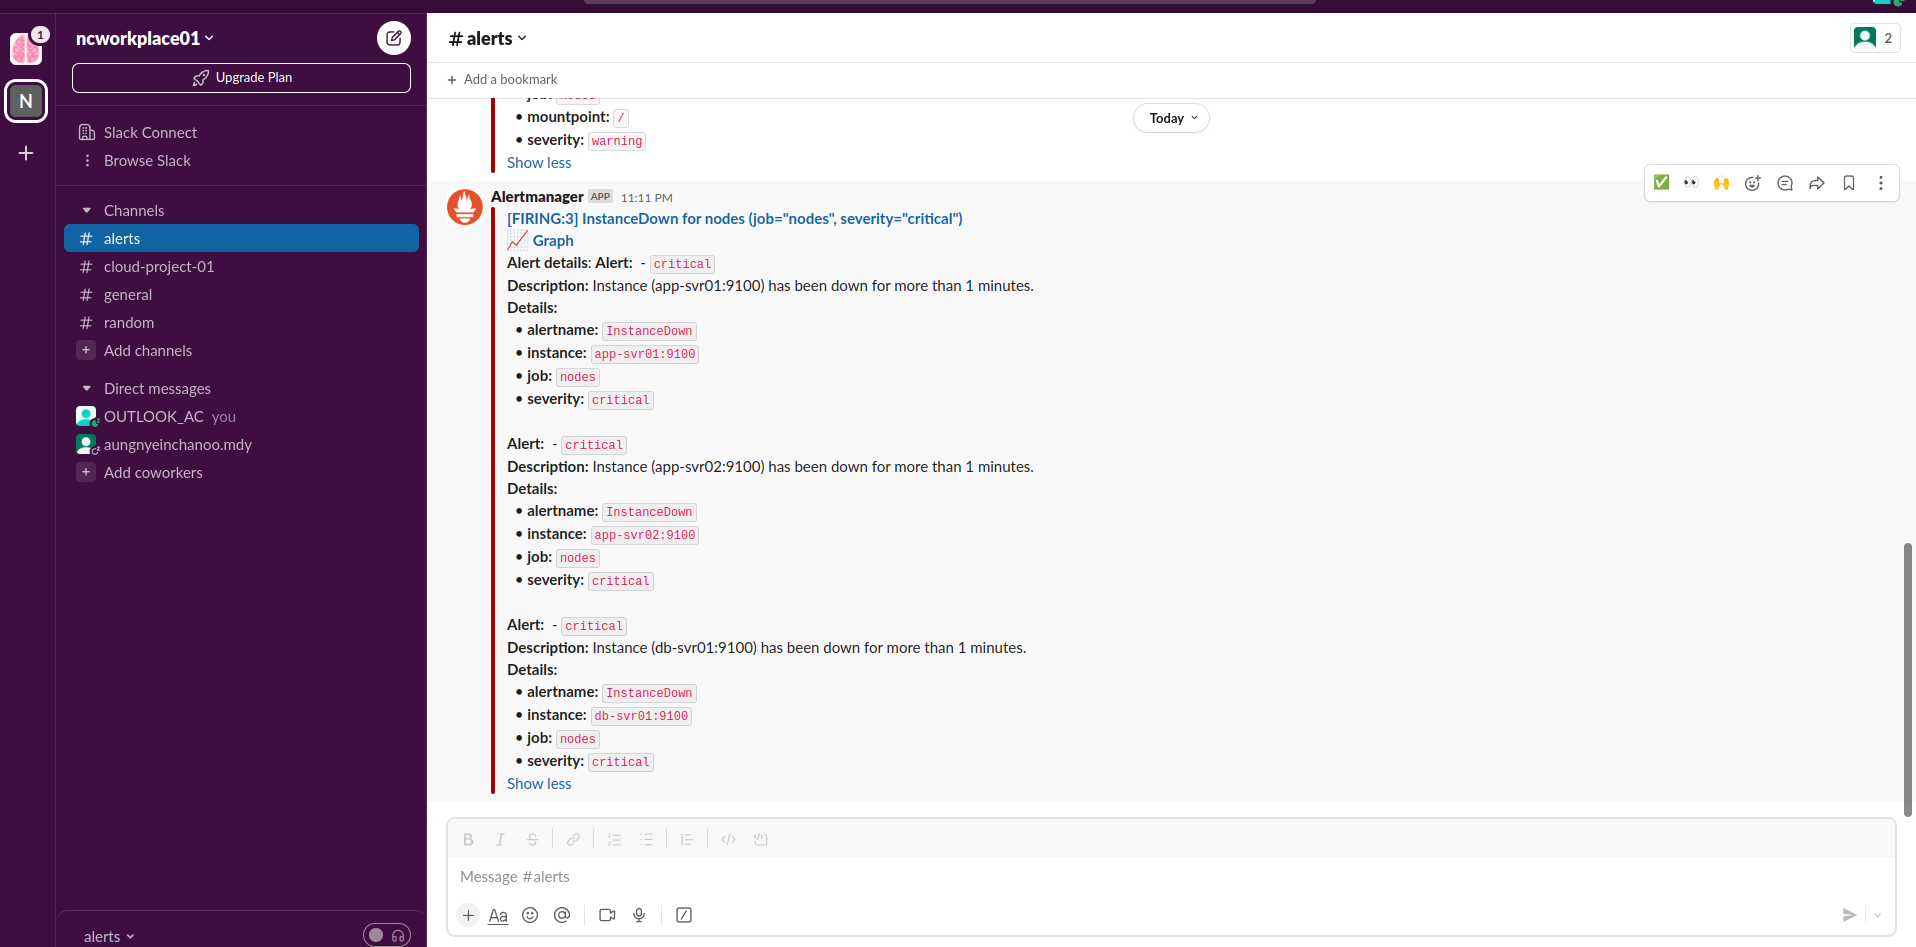 1
N
ncworkplace01
Upgrade Plan
Slack Connect
Browse Slack
Channels
# alerts
# cloud-project-01
# general
# random
+ Add channels
Direct messages
OUTLOOK_AC you
aungnyeinchanoo.mdy
+ Add coworkers
alerts
# alerts
2
+ Add a bookmark
Today
• mountpoint: /
• severity: warning
Show less
Alertmanager APP 11:11 PM
[FIRING:3] InstanceDown for nodes (job="nodes", severity="critical")
Graph
Alert details: Alert: - critical
Description: Instance (app-svr01:9100) has been down for more than 1 minutes.
Details:
• alertname: InstanceDown
• instance: app-svr01:9100
• job: nodes
• severity: critical
Alert: - critical
Description: Instance (app-svr02:9100) has been down for more than 1 minutes.
Details:
• alertname: InstanceDown
• instance: app-svr02:9100
• job: nodes
• severity: critical
Alert: - critical
Description: Instance (db-svr01:9100) has been down for more than 1 minutes.
Details:
• alertname: InstanceDown
• instance: db-svr01:9100
• job: nodes
• severity: critical
Show less
B I S
Message #alerts
+ Aa @